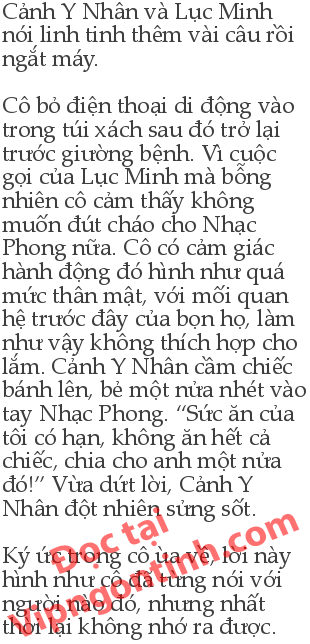 Cảnh Y Nhân và Lục Minh
nói linh tinh thêm vài câu rồi
ngắt máy.
Cô bỏ điện thoại di động vào
trong túi xách sau đó trở lại
trước giường bệnh. Vì cuộc
gọi của Lục Minh mà bỗng
nhiên cô cảm thấy không
muốn đút cháo cho Nhạc
Phong nữa. Cô có cảm giác
hành động đó hình như quá
mức thân mật, với mối quan
hệ trước đây của bọn họ, làm
như vậy không thích hợp cho
lắm. Cảnh Y Nhân cầm chiếc
bánh lên, bẻ một nửa nhét vào
tay Nhạc Phong. “Sức ăn của
tôi có hạn, không ăn hết cả
chiếc, chia cho anh một nửa
đó!” Vừa dứt lời, Cảnh Y
Nhân đột nhiên sửng sốt.
Ký ức trong cô ùa về, lời này
hình như cô đã từng nói với
người nào đó, nhưng nhất
thời lại không nhớ ra được.
Đọc tại
Vipngontinh.com